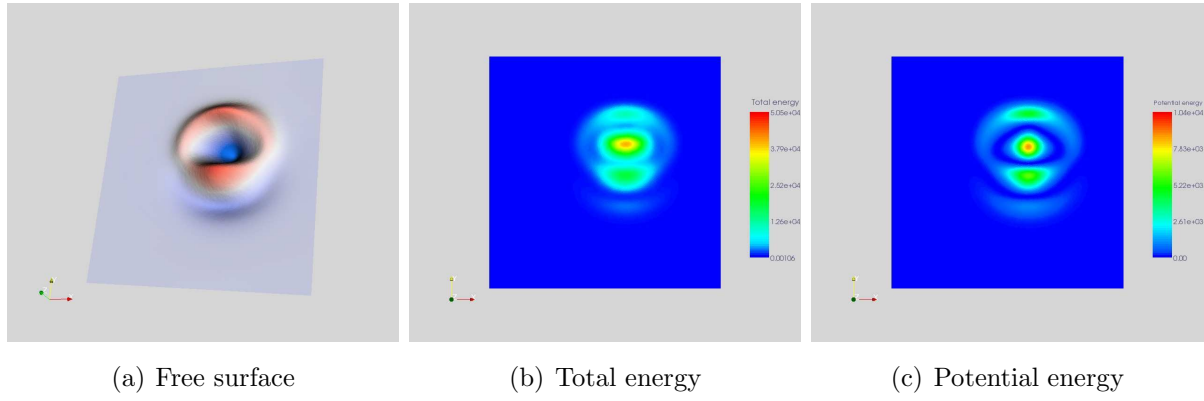 Total energy
5.05e+04
3.79e+04
2.52e+04
1.26e+04
0.00106
Potential energy
1.04e+04
7.83e+03
5.22e+03
2.61e+03
0.00
(a) Free surface
(b) Total energy
(c) Potential energy